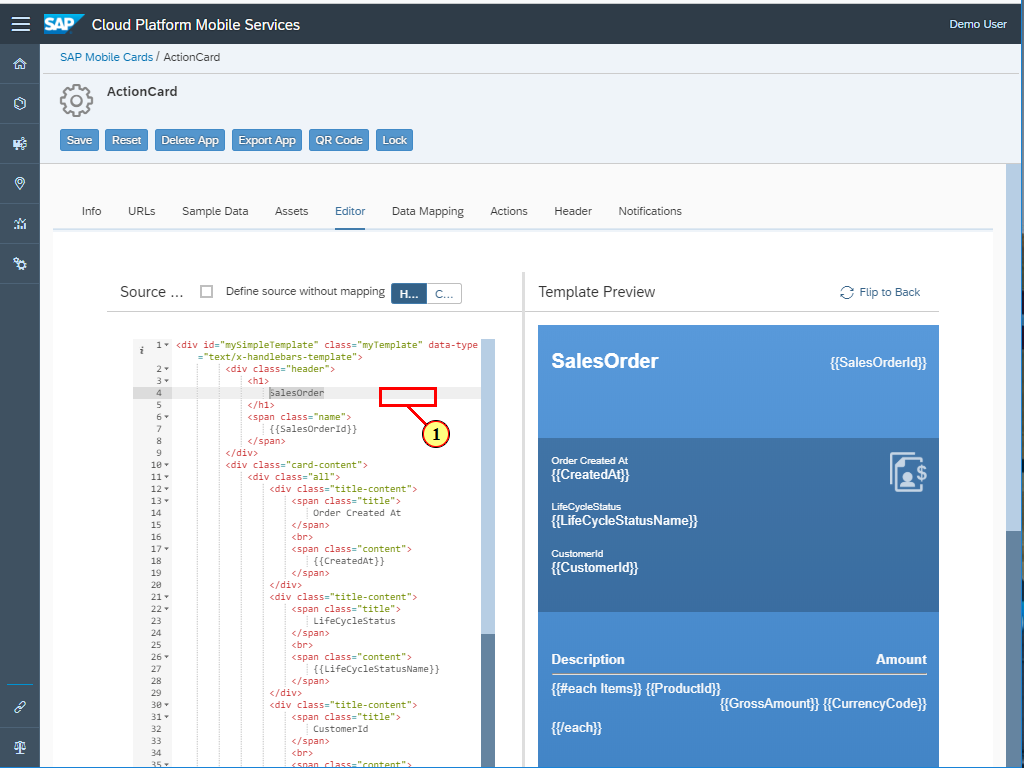 SAP Cloud Platform Mobile Services Demo User
SAP Mobile Cards / ActionCard
ActionCard
Save Reset Delete App Export App QR Code Lock
Info URLs Sample Data Assets Editor Data Mapping Actions Header Notifications
Source ... Define source without mapping H... C...
Template Preview Flip to Back
i 1 <div id="mySimpleTemplate" class="myTemplate" data-type
="text/x-handlebars-template">
2 <div class="header">
3 <h1>
4 SalesOrder
5 </h1>
6 <span class="name">
7 {{SalesOrderId}}
8 </span>
9 </div>
10 <div class="card-content">
11 <div class="all">
12 <div class="title-content">
13 <span class="title">
14 Order Created At
15 </span>
16 <br>
17 <span class="content">
18 {{CreatedAt}}
19 </span>
20 </div>
21 <div class="title-content">
22 <span class="title">
23 LifeCycleStatus
24 </span>
25 <br>
26 <span class="content">
27 {{LifeCycleStatusName}}
28 </span>
29 </div>
30 <div class="title-content">
31 <span class="title">
32 CustomerId
33 </span>
34 <br>
35 <span class="content">
1
SalesOrder {{SalesOrderId}}
Order Created At
{{CreatedAt}}
$
LifeCycleStatus
{{LifeCycleStatusName}}
CustomerId
{{CustomerId}}
Description Amount
{{#each Items}} {{ProductId}}
{{GrossAmount}} {{CurrencyCode}}
{{/each}}